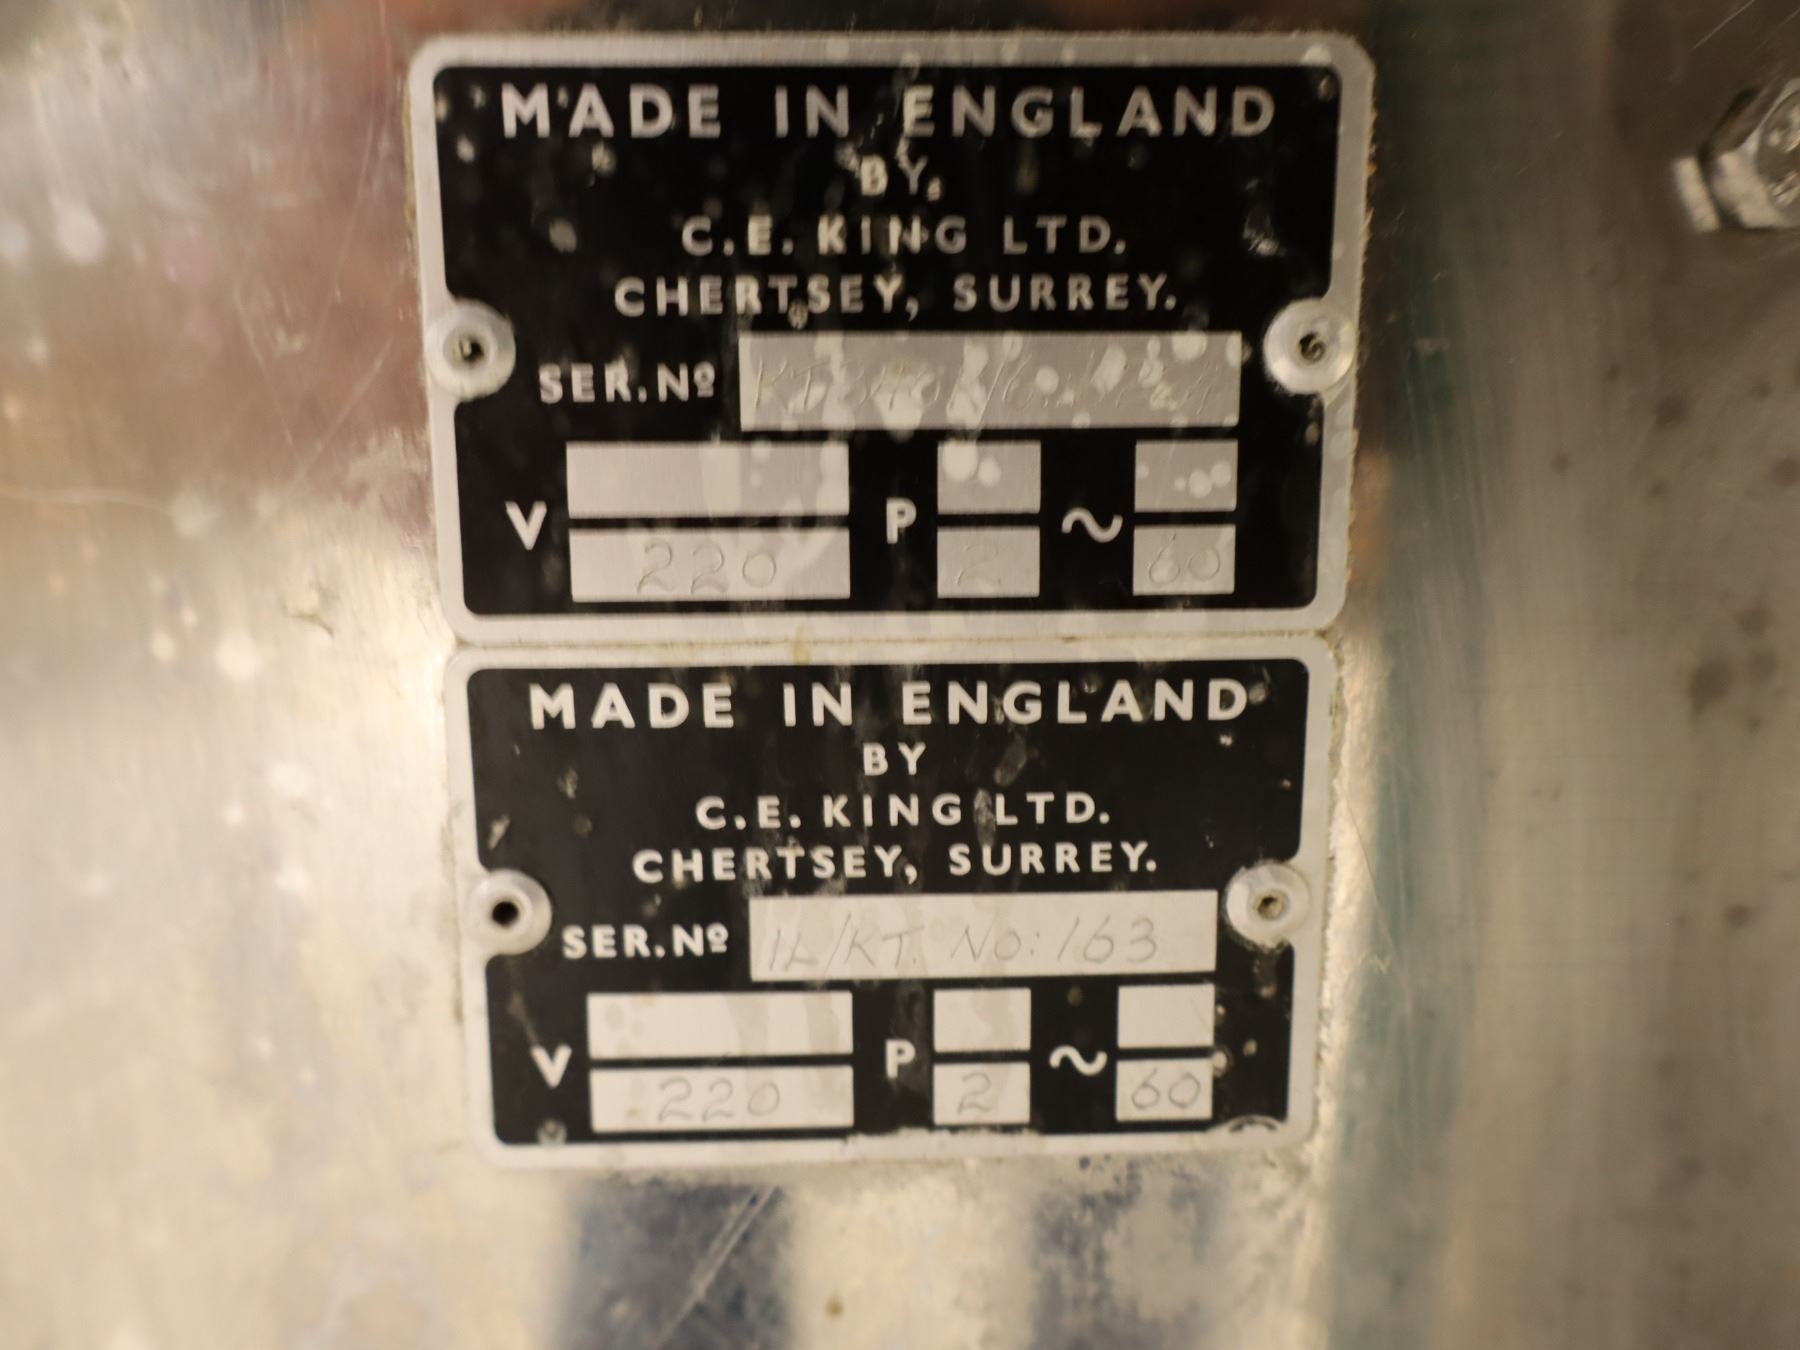 MADE IN ENGLAND
BY
C.E. KING LTD.
CHERTSEY, SURREY.
SER.Nº
V 220 P 2 ~ 60
MADE IN ENGLAND
BY
C.E. KING LTD.
CHERTSEY, SURREY.
SER.Nº 1L/KT. NO: 163
V 220 P 2 ~ 60